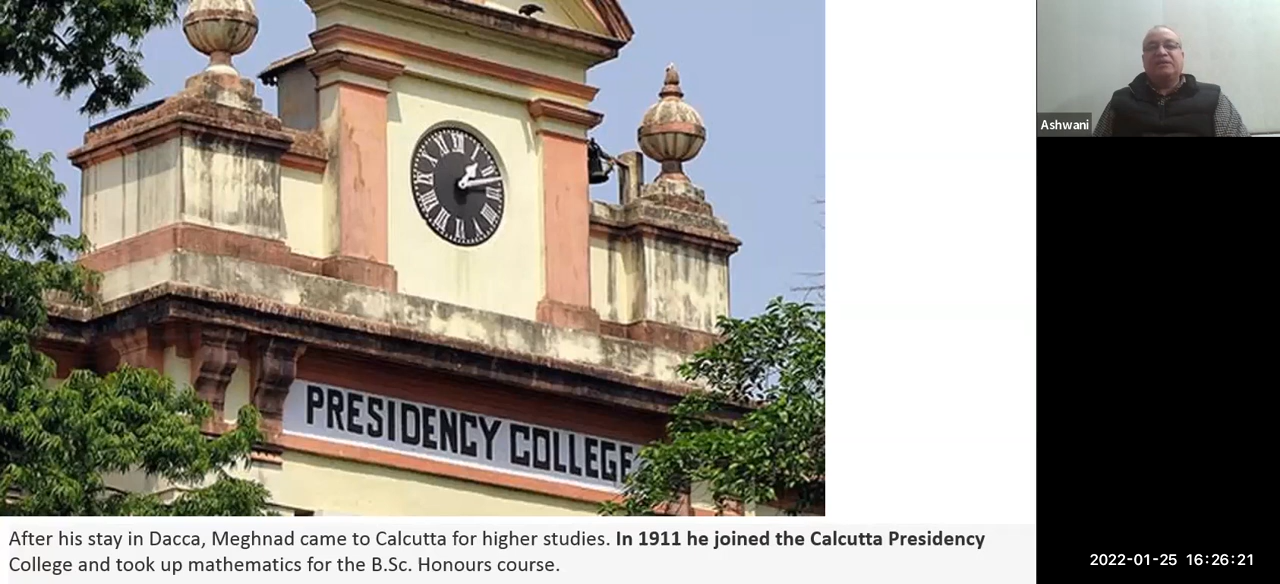 PRESIDENCY COLLEGE
Ashwani
After his stay in Dacca, Meghnad came to Calcutta for higher studies. In 1911 he joined the Calcutta Presidency
College and took up mathematics for the B.Sc. Honours course.
2022-01-25 16:26:21